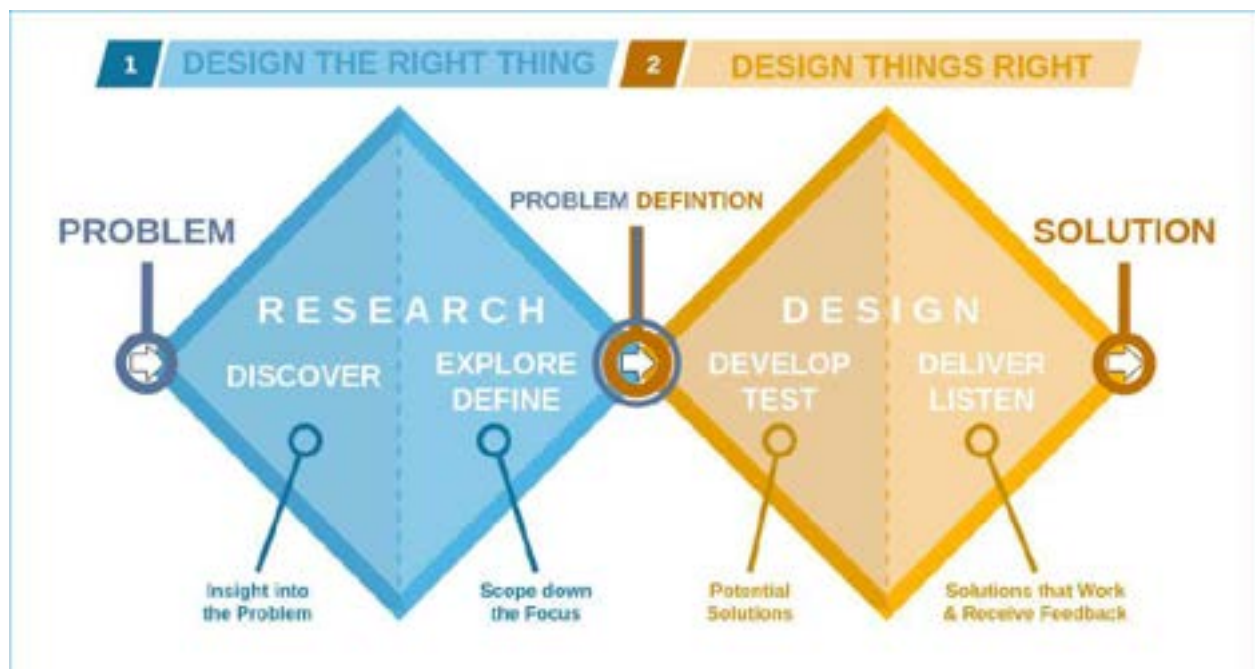 1 DESIGN THE RIGHT THING
2 DESIGN THINGS RIGHT
PROBLEM
PROBLEM DEFINTION
SOLUTION
RESEARCH
DISCOVER
EXPLORE
DEFINE
DESIGN
DEVELOP
TEST
DELIVER
LISTEN
Insight into
the Problem
Scope down
the Focus
Potential
Solutions
Solutions that Work
& Receive Feedback